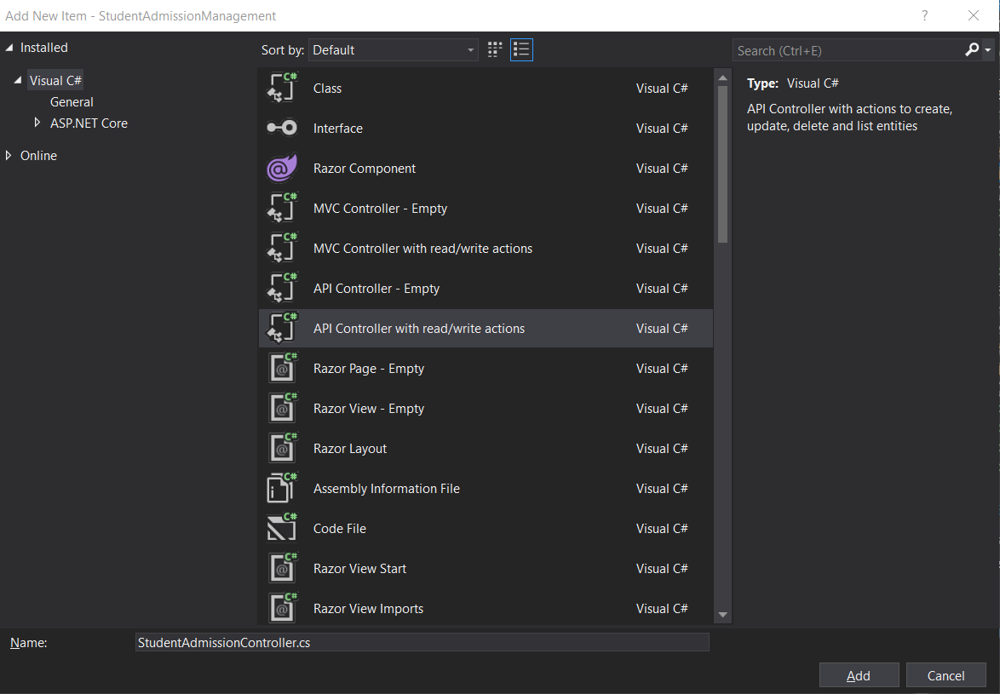 Add New Item - StudentAdmissionManagement ?
Installed
Visual C#
General
ASP.NET Core
Online
Sort by: Default
Search (Ctrl+E)
C# Class Visual C#
Interface Visual C#
@ Razor Component Visual C#
C# MVC Controller - Empty Visual C#
C# MVC Controller with read/write actions Visual C#
C# API Controller - Empty Visual C#
C# API Controller with read/write actions Visual C#
C# @ Razor Page - Empty Visual C#
C# @ Razor View - Empty Visual C#
C# @ Razor Layout Visual C#
C# i Assembly Information File Visual C#
C# Code File Visual C#
C# @ Razor View Start Visual C#
C# @ Razor View Imports Visual C#
Type: Visual C#
API Controller with actions to create,
update, delete and list entities
Name: StudentAdmissionController.cs
Add Cancel